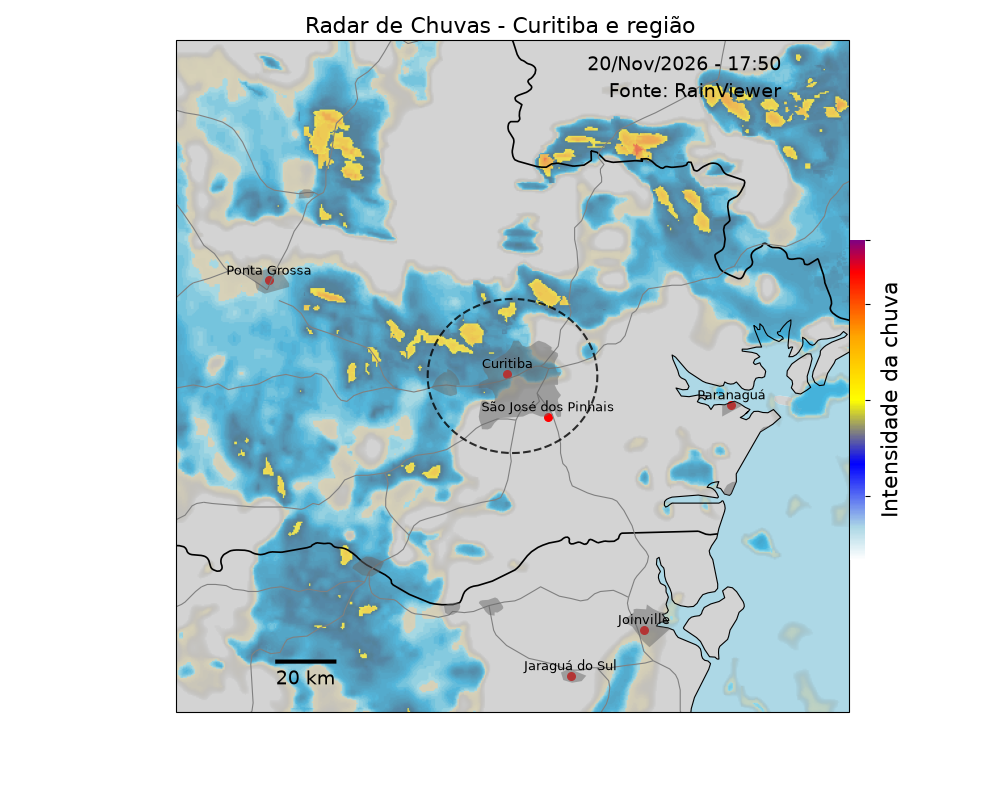 Radar de Chuvas - Curitiba e região
20/Nov/2026 - 17:50
Fonte: RainViewer
Ponta Grossa
Curitiba
São José dos Pinhais
Paranaguá
Joinville
Jaraguá do Sul
20 km
Intensidade da chuva